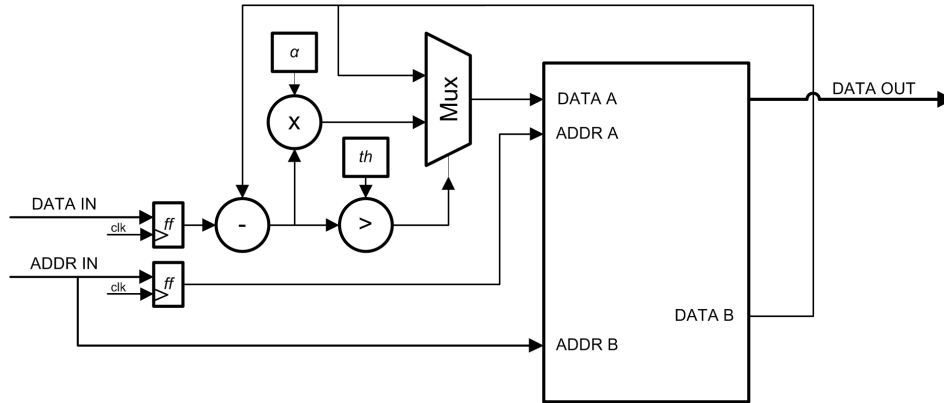 α
x
Mux
th
DATA A
DATA OUT
ADDR A
DATA IN
clk
ff
-
>
ADDR IN
clk
ff
DATA B
ADDR B